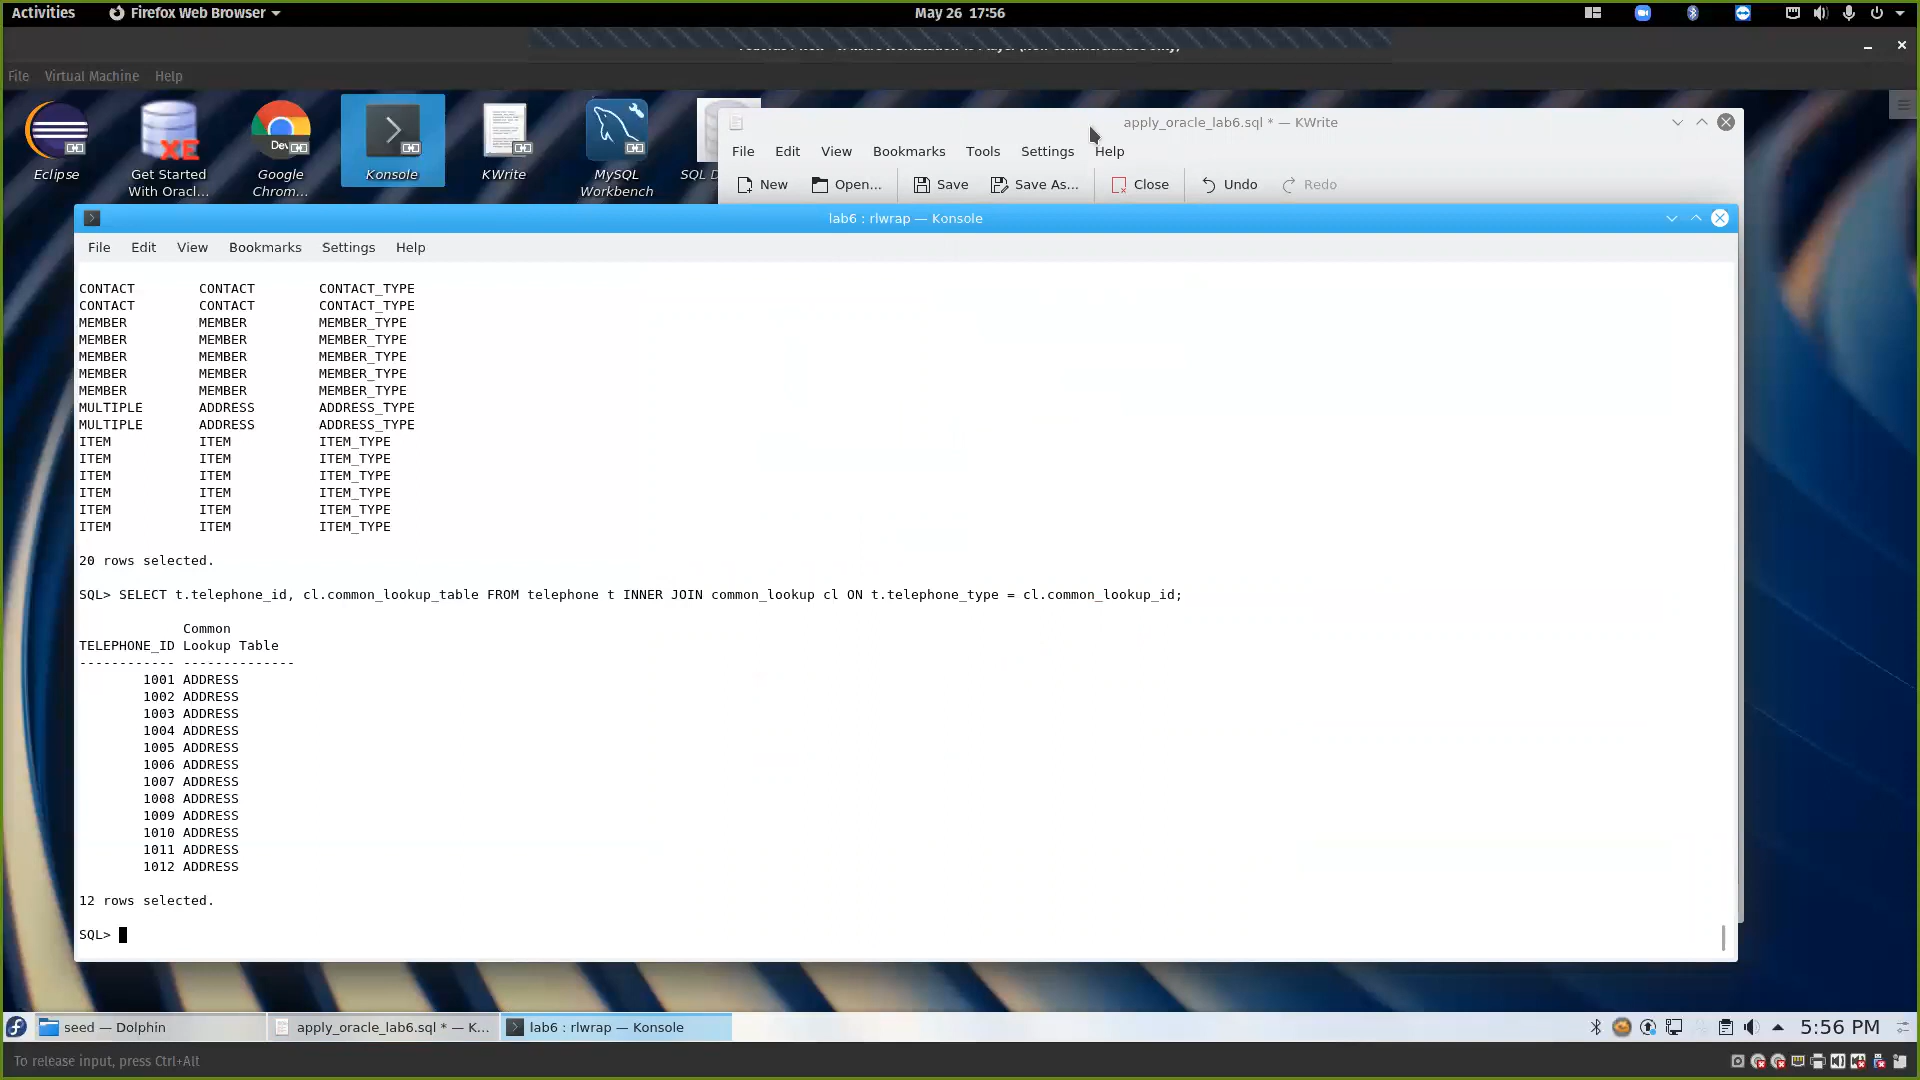 Activities Firefox Web Browser May 26 17:56
File Virtual Machine Help
Eclipse
Get Started With Oracl...
XE
Google Chrom...
Dev
Konsole
KWrite
MySQL Workbench
SQL D
apply_oracle_lab6.sql * — KWrite
File Edit View Bookmarks Tools Settings Help
New Open... Save Save As... Close Undo Redo
lab6 : rlwrap — Konsole
File Edit View Bookmarks Settings Help
CONTACT CONTACT CONTACT_TYPE
CONTACT CONTACT CONTACT_TYPE
MEMBER MEMBER MEMBER_TYPE
MEMBER MEMBER MEMBER_TYPE
MEMBER MEMBER MEMBER_TYPE
MEMBER MEMBER MEMBER_TYPE
MEMBER MEMBER MEMBER_TYPE
MULTIPLE ADDRESS ADDRESS_TYPE
MULTIPLE ADDRESS ADDRESS_TYPE
ITEM ITEM ITEM_TYPE
ITEM ITEM ITEM_TYPE
ITEM ITEM ITEM_TYPE
ITEM ITEM ITEM_TYPE
ITEM ITEM ITEM_TYPE
ITEM ITEM ITEM_TYPE
20 rows selected.
SQL> SELECT t.telephone_id, cl.common_lookup_table FROM telephone t INNER JOIN common_lookup cl ON t.telephone_type = cl.common_lookup_id;
Common
TELEPHONE_ID Lookup Table
------------ --------------
1001 ADDRESS
1002 ADDRESS
1003 ADDRESS
1004 ADDRESS
1005 ADDRESS
1006 ADDRESS
1007 ADDRESS
1008 ADDRESS
1009 ADDRESS
1010 ADDRESS
1011 ADDRESS
1012 ADDRESS
12 rows selected.
SQL>
seed — Dolphin apply_oracle_lab6.sql * — K... lab6 : rlwrap — Konsole 5:56 PM
To release input, press Ctrl+Alt